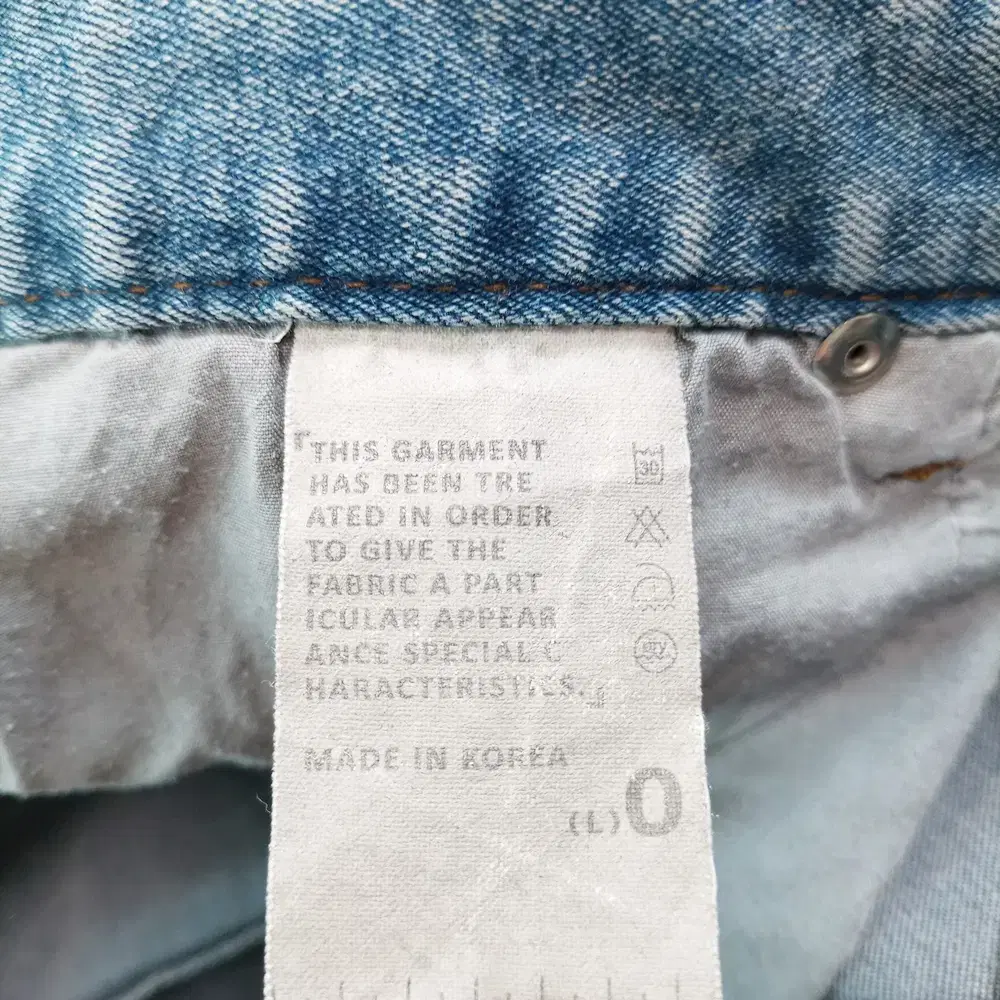 「THIS GARMENT
HAS BEEN TRE
ATED IN ORDER
TO GIVE THE
FABRIC A PART
ICULAR APPEAR
ANCE SPECIAL C
HARACTERISTICS.」
30
MADE IN KOREA
(L)0